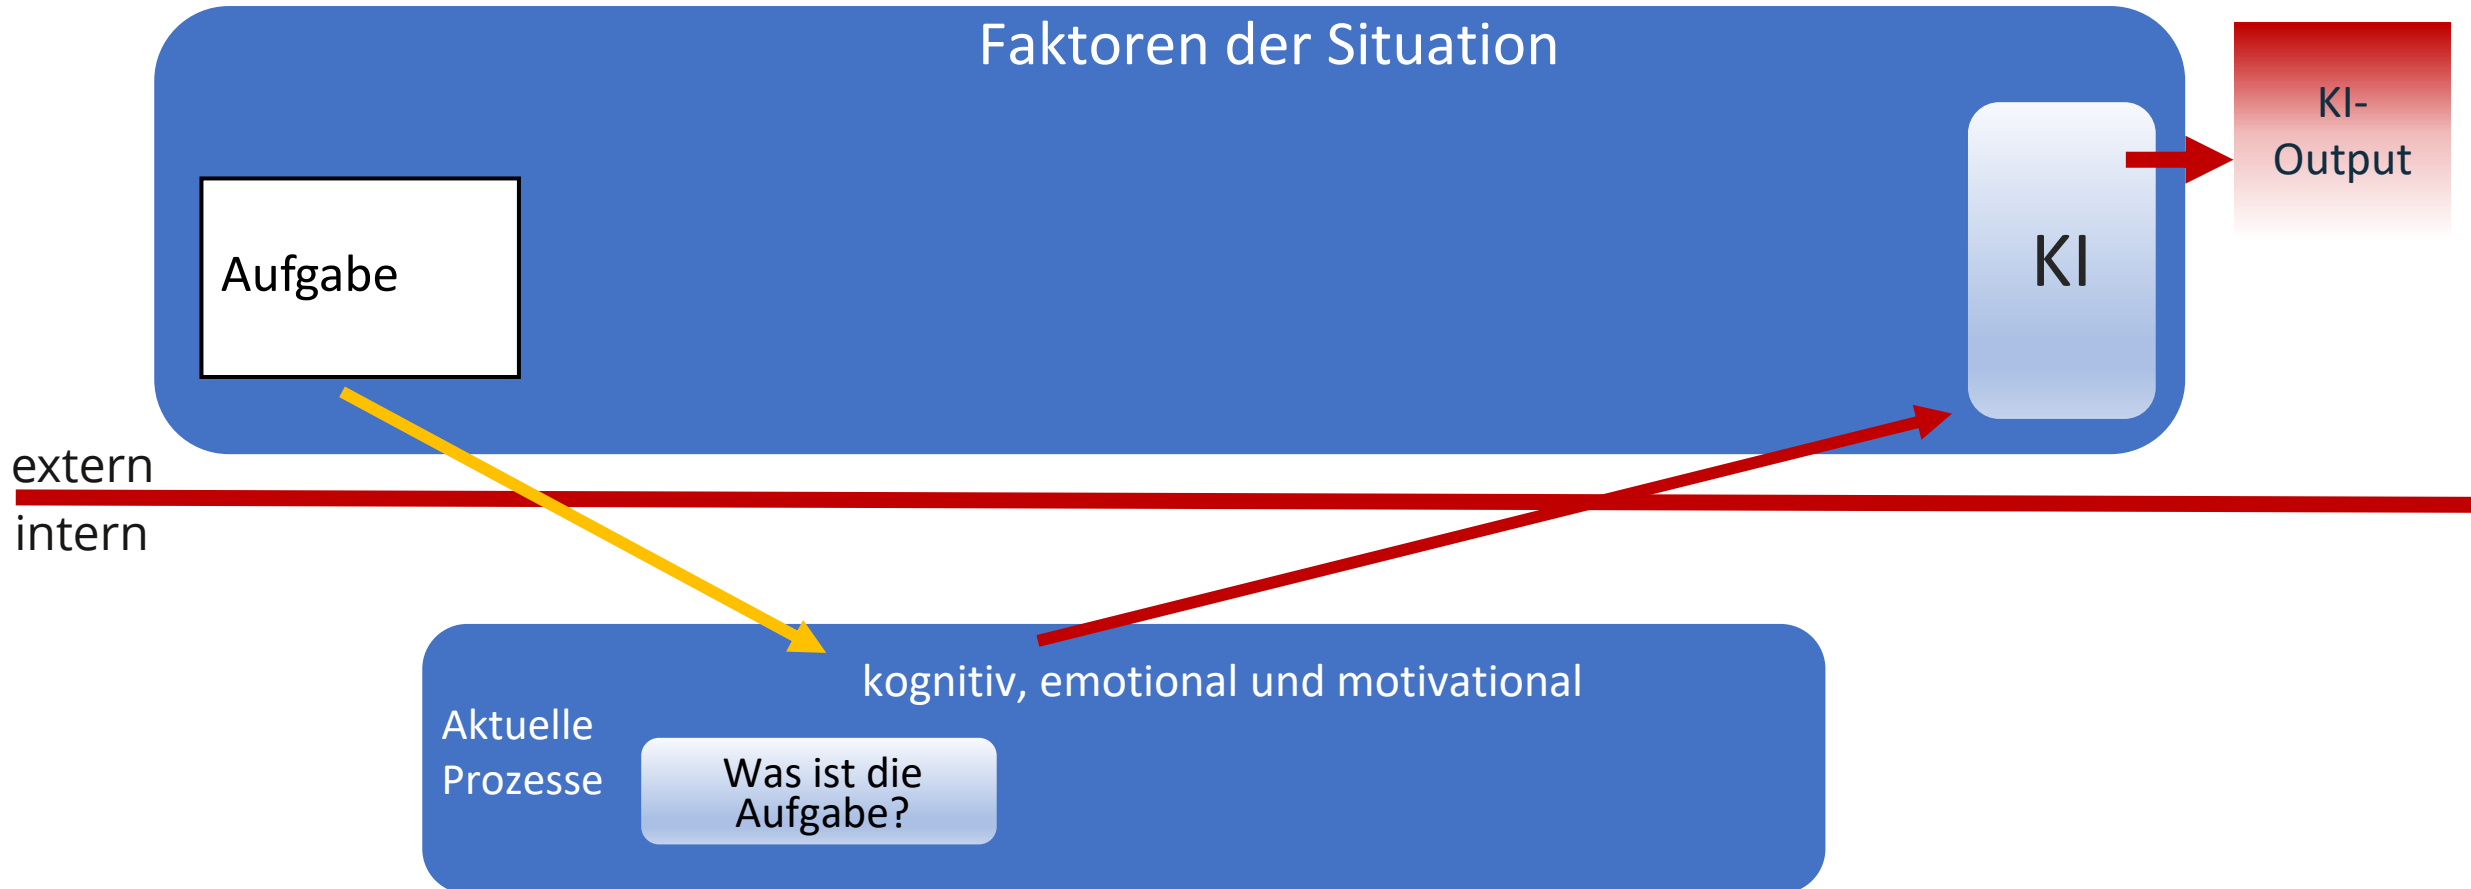 Faktoren der Situation
KI-
Output
Aufgabe
KI
extern
intern
kognitiv, emotional und motivational
Aktuelle
Prozesse
Was ist die
Aufgabe?